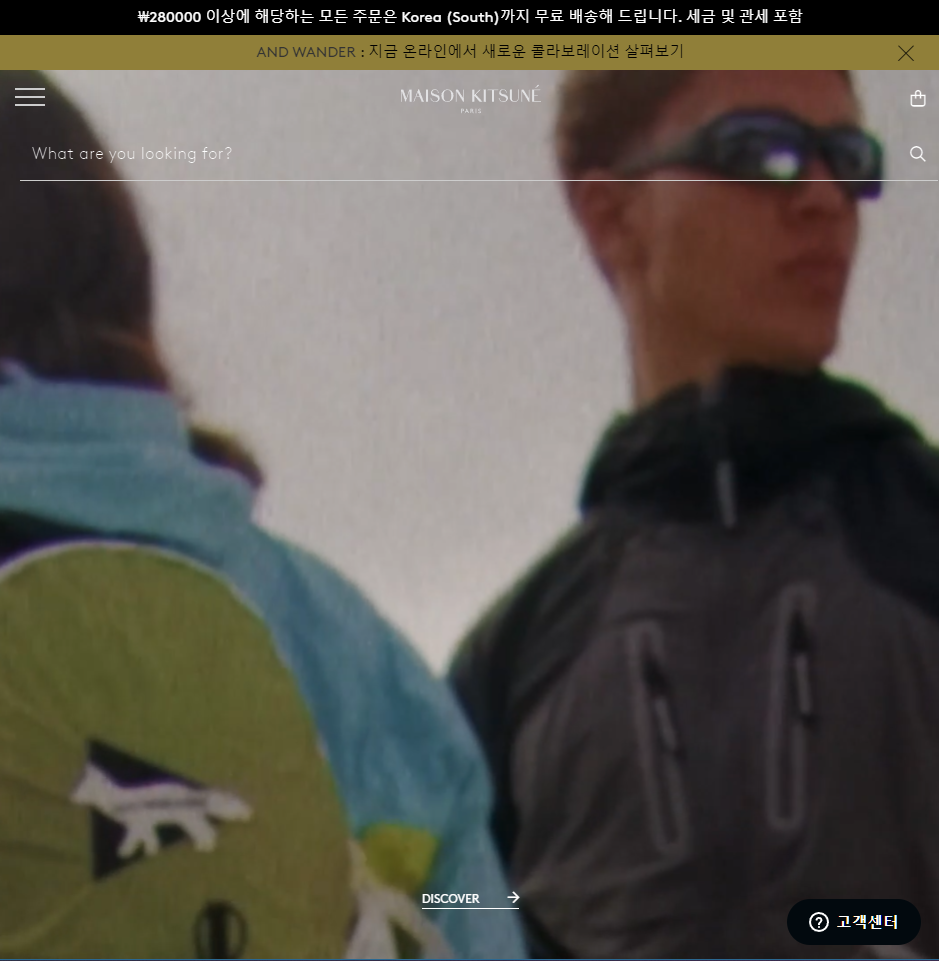 ₩280000 이상에 해당하는 모든 주문은 Korea (South)까지 무료 배송해 드립니다. 세금 및 관세 포함
AND WANDER : 지금 온라인에서 새로운 콜라보레이션 살펴보기
MAISON KITSUNÉ
PARIS
What are you looking for?
DISCOVER
고객센터